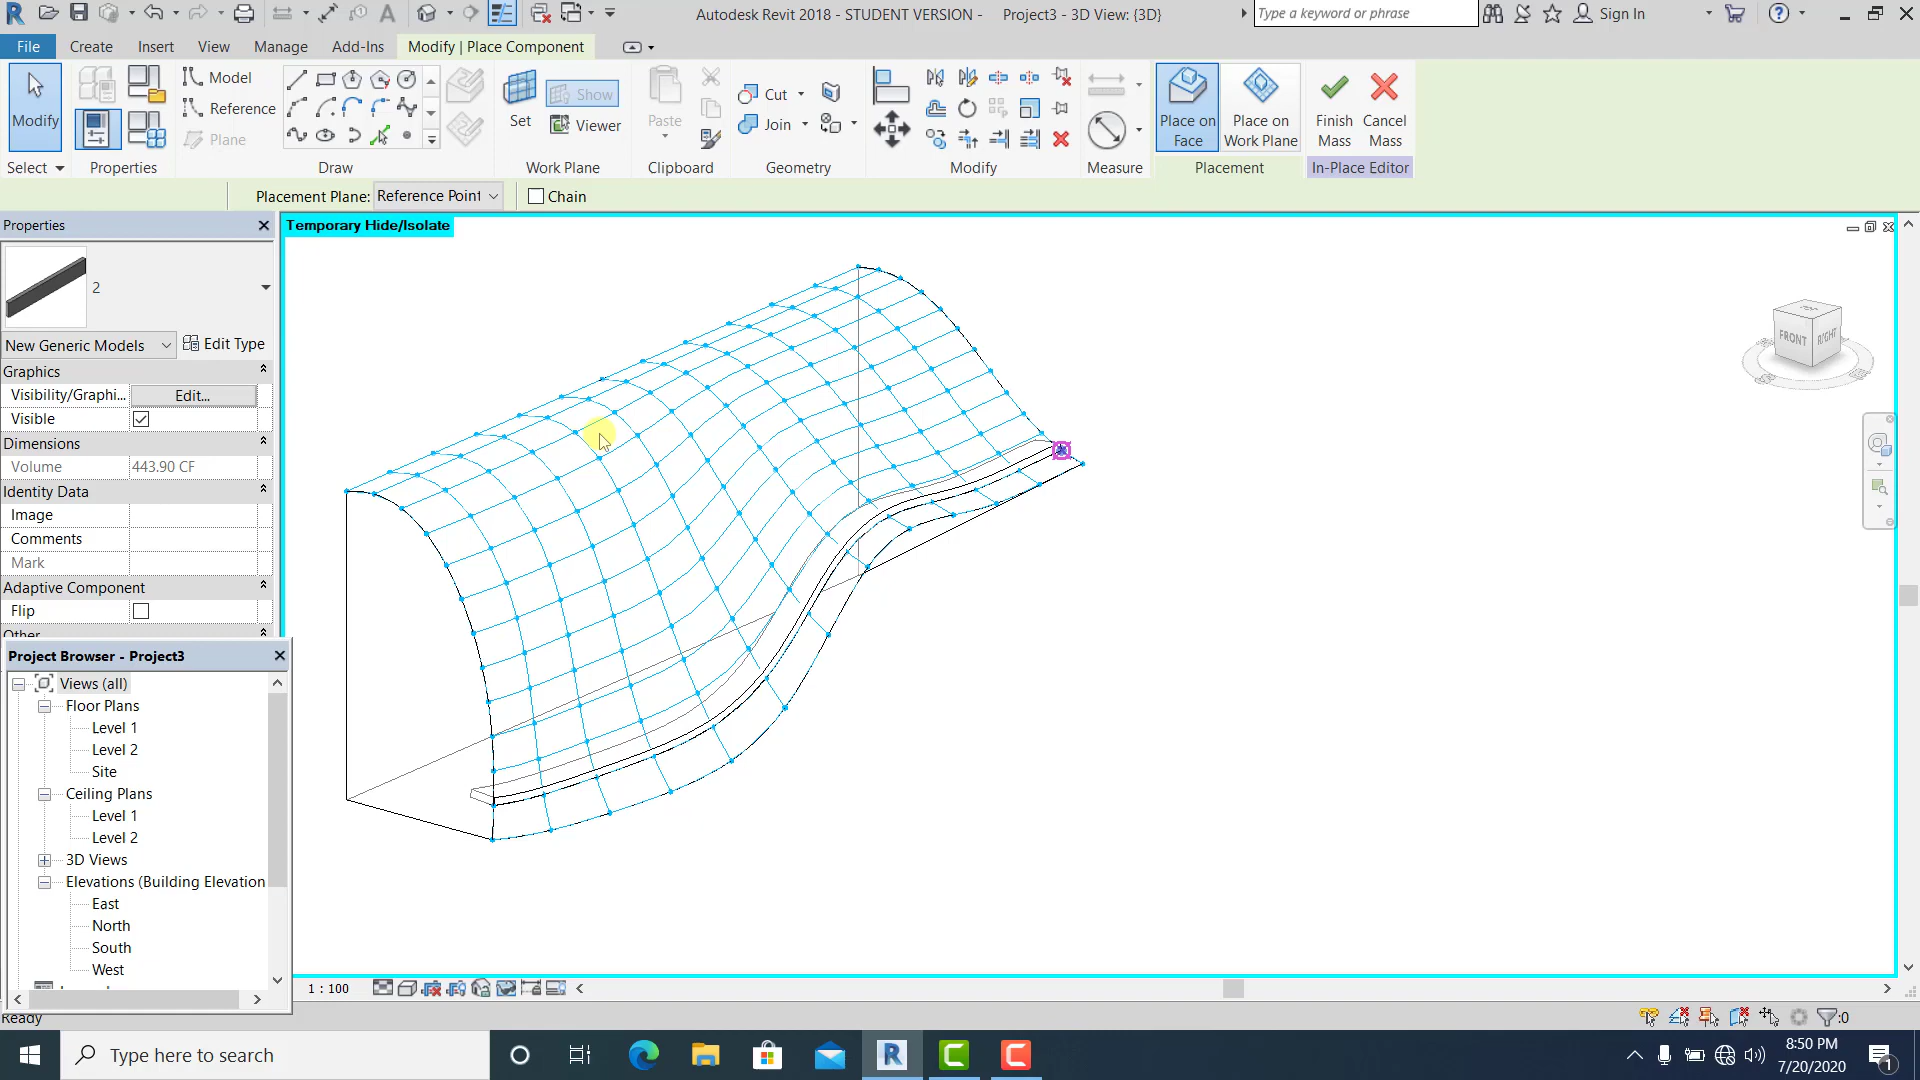 Autodesk Revit 2018 - STUDENT VERSION - Project3 - 3D View: {3D}
Type a keyword or phrase
Sign In
File Create Insert View Manage Add-Ins Modify | Place Component
Modify
Select
Properties
Model
Reference
Plane
Draw
Set
Show
Viewer
Work Plane
Paste
Clipboard
Cut
Join
Geometry
Modify
Measure
Place on
Face
Place on
Work Plane
Placement
Finish
Mass
Cancel
Mass
In-Place Editor
Placement Plane: Reference Point
Chain
Properties
2
New Generic Models
Edit Type
Graphics
Visibility/Graphi...
Edit...
Visible
Dimensions
Volume 443.90 CF
Identity Data
Image
Comments
Mark
Adaptive Component
Flip
Other
Project Browser - Project3
Views (all)
Floor Plans
Level 1
Level 2
Site
Ceiling Plans
Level 1
Level 2
3D Views
Elevations (Building Elevation
East
North
South
West
Temporary Hide/Isolate
TOP
FRONT
RIGHT
1 : 100
Ready
:0
Type here to search
8:50 PM
7/20/2020
1